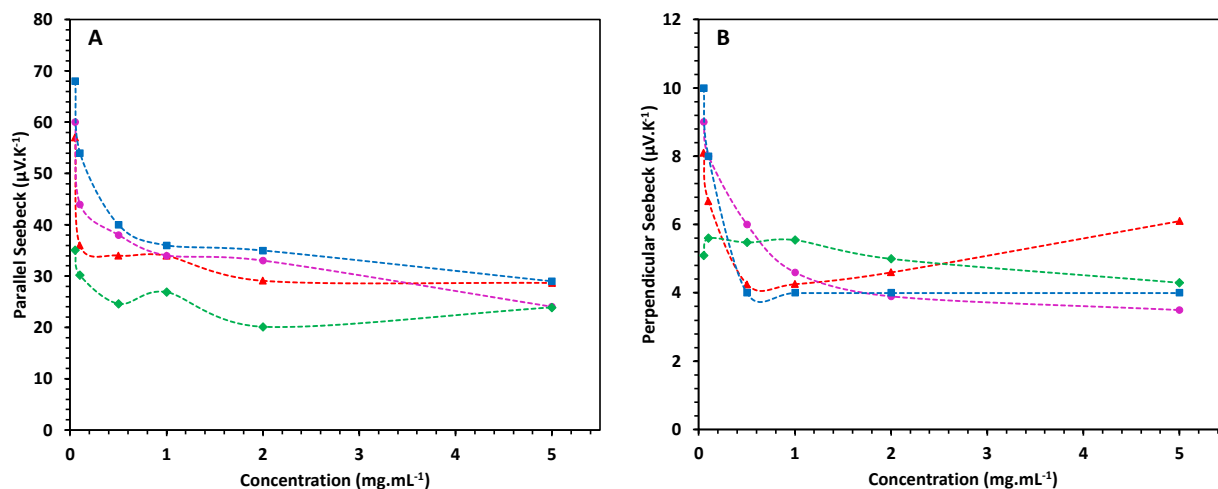 A
80
70
60
50
40
30
20
10
0
Parallel Seebeck (µV.K⁻¹)
0 1 2 3 4 5
Concentration (mg.mL⁻¹)
B
12
10
8
6
4
2
0
Perpendicular Seebeck (µV.K⁻¹)
0 1 2 3 4 5
Concentration (mg.mL⁻¹)